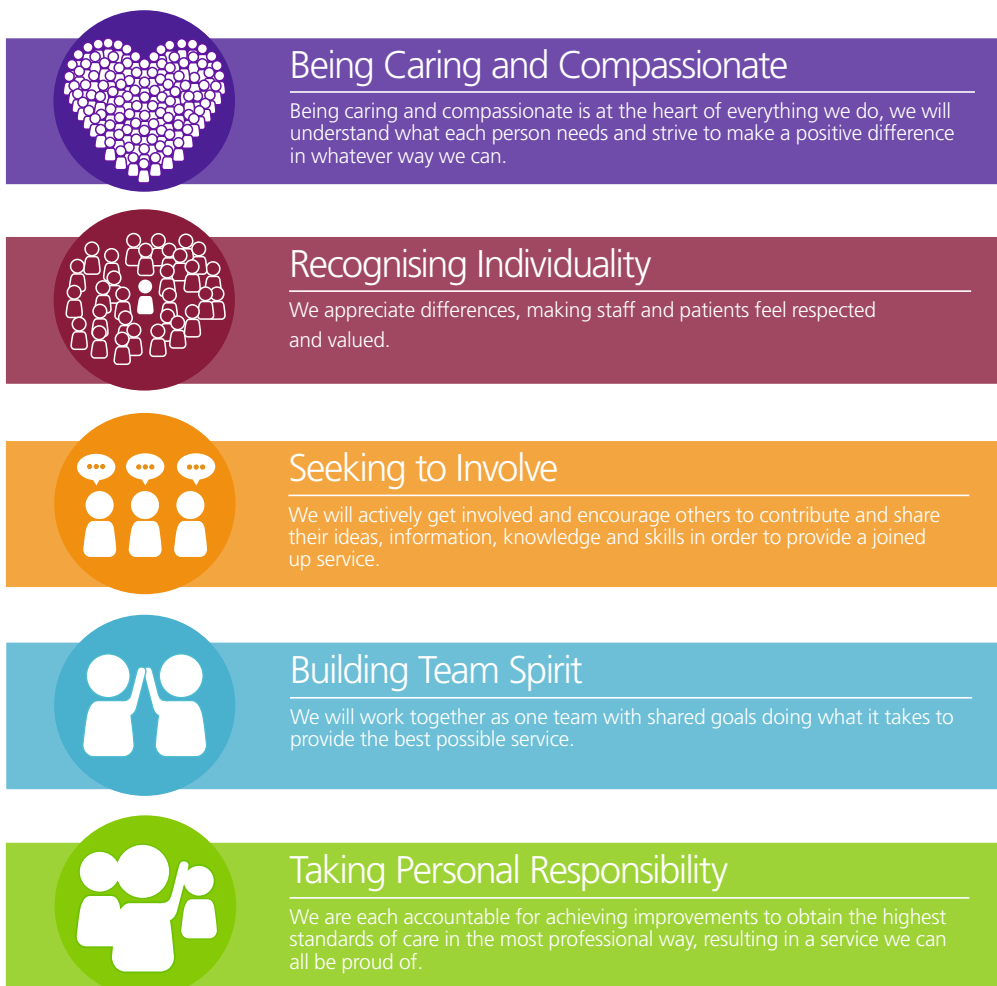 Being Caring and Compassionate
Being caring and compassionate is at the heart of everything we do, we will
understand what each person needs and strive to make a positive difference
in whatever way we can.
Recognising Individuality
We appreciate differences, making staff and patients feel respected
and valued.
Seeking to Involve
We will actively get involved and encourage others to contribute and share
their ideas, information, knowledge and skills in order to provide a joined
up service.
Building Team Spirit
We will work together as one team with shared goals doing what it takes to
provide the best possible service.
Taking Personal Responsibility
We are each accountable for achieving improvements to obtain the highest
standards of care in the most professional way, resulting in a service we can
all be proud of.